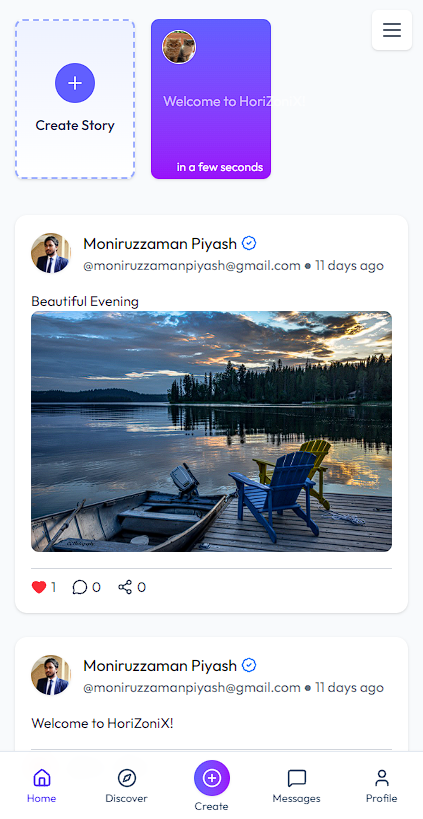 Create Story
Welcome to HoriZoniX!
in a few seconds
Moniruzzaman Piyash
@moniruzzamanpiyash@gmail.com ● 11 days ago
Beautiful Evening
1 0 0
Moniruzzaman Piyash
@moniruzzamanpiyash@gmail.com ● 11 days ago
Welcome to HoriZoniX!
Home Discover Create Messages Profile